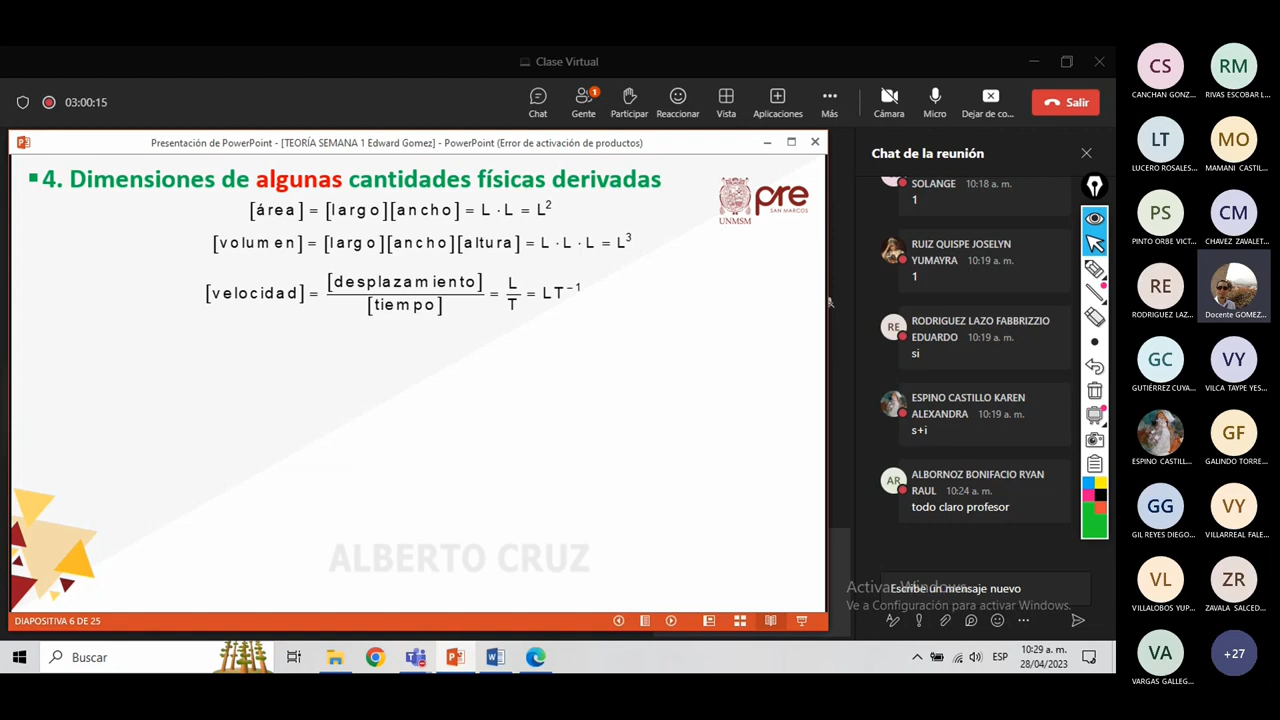 Clase Virtual
03:00:15
Chat
Gente
1
Participar
Reaccionar
Vista
Aplicaciones
Más
Cámara
Micro
Dejar de co...
Salir
Presentación de PowerPoint - [TEORÍA SEMANA 1 Edward Gomez] - PowerPoint (Error de activación de productos)
4. Dimensiones de algunas cantidades físicas derivadas
[área] = [largo][ancho] = L · L = L²
[volumen] = [largo][ancho][altura] = L · L · L = L³
[velocidad] = [desplazamiento] / [tiempo] = L / T = LT⁻¹
UNMSM
pre
SAN MARCOS
ALBERTO CRUZ
DIAPOSITIVA 6 DE 25
Chat de la reunión
SOLANGE 10:18 a. m.
1
RUIZ QUISPE JOSELYN
YUMAYRA 10:19 a. m.
1
RE
RODRIGUEZ LAZO FABBRIZZIO
EDUARDO 10:19 a. m.
si
ESPINO CASTILLO KAREN
ALEXANDRA 10:19 a. m.
s+i
AR
ALBORNOZ BONIFACIO RYAN
RAUL 10:24 a. m.
todo claro profesor
Activar Windows
Escribe un mensaje nuevo
Ve a Configuración para activar Windows.
CS
RM
CANCHAN GONZ...
RIVAS ESCOBAR L...
LT
MO
LUCERO ROSALES...
MAMANI CASTIL...
PS
CM
PINTO ORBE VICT...
CHAVEZ ZAVALET...
RE
RODRIGUEZ LAZ...
Docente GOMEZ...
GC
VY
GUTIÉRREZ CUYA...
VILCA TAYPE YES...
GF
ESPINO CASTILL...
GALINDO TORRE...
GG
VY
GIL REYES DIEGO...
VILLARREAL FALE...
VL
ZR
VILLALOBOS YUP...
ZAVALA SALCED...
VA
+27
VARGAS GALLEG...
Buscar
ESP
10:29 a. m.
28/04/2023